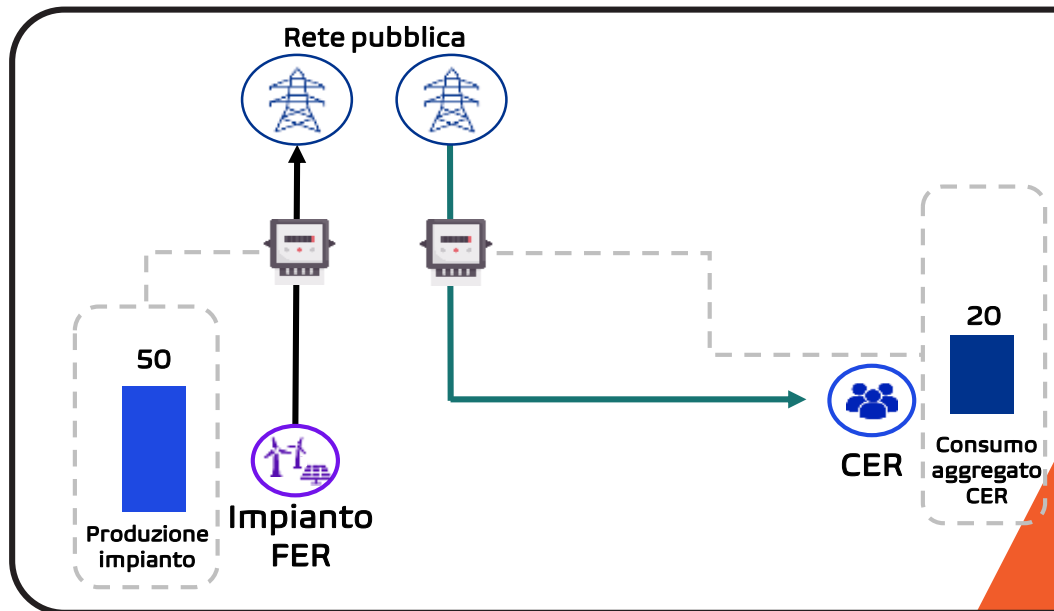 Rete pubblica
50
Produzione
impianto
Impianto
FER
CER
20
Consumo
aggregato
CER